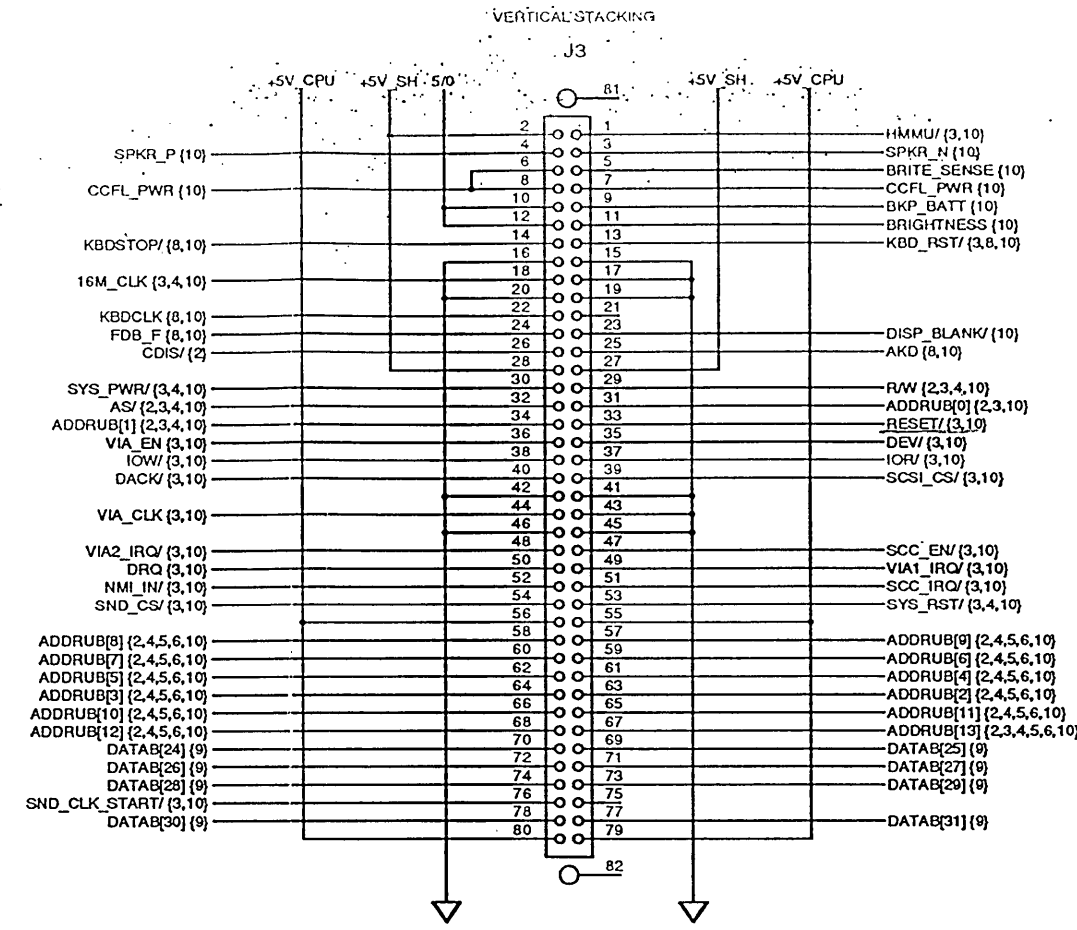 VERTICAL STACKING
J3
+5V_CPU +5V_SH 5/0 +5V_SH +5V_CPU
81
2 1 HMMU/ {3,10}
SPKR_P {10} 4 3 SPKR_N {10}
6 5 BRITE_SENSE {10}
CCFL_PWR {10} 8 7 CCFL_PWR {10}
10 9 BKP_BATT {10}
12 11 BRIGHTNESS {10}
KBDSTOP/ {8,10} 14 13 KBD_RST/ {3,8,10}
16 15
16M_CLK {3,4,10} 18 17
20 19
KBDCLK {8,10} 22 21
FDB_F {8,10} 24 23 DISP_BLANK/ {10}
CDIS/ {2} 26 25 AKD {8,10}
28 27
SYS_PWR/ {3,4,10} 30 29 R/W {2,3,4,10}
AS/ {2,3,4,10} 32 31 ADDRUB[0] {2,3,10}
ADDRUB[1] {2,3,4,10} 34 33 RESET/ {3,10}
VIA_EN {3,10} 36 35 DEV/ {3,10}
IOW/ {3,10} 38 37 IOR/ {3,10}
DACK/ {3,10} 40 39 SCSI_CS/ {3,10}
42 41
VIA_CLK {3,10} 44 43
46 45
VIA2_IRQ/ {3,10} 48 47 SCC_EN/ {3,10}
DRQ {3,10} 50 49 VIA1_IRQ/ {3,10}
NMI_IN/ {3,10} 52 51 SCC_IRQ/ {3,10}
SND_CS/ {3,10} 54 53 SYS_RST/ {3,4,10}
56 55
ADDRUB[8] {2,4,5,6,10} 58 57 ADDRUB[9] {2,4,5,6,10}
ADDRUB[7] {2,4,5,6,10} 60 59 ADDRUB[6] {2,4,5,6,10}
ADDRUB[5] {2,4,5,6,10} 62 61 ADDRUB[4] {2,4,5,6,10}
ADDRUB[3] {2,4,5,6,10} 64 63 ADDRUB[2] {2,4,5,6,10}
ADDRUB[10] {2,4,5,6,10} 66 65 ADDRUB[11] {2,4,5,6,10}
ADDRUB[12] {2,4,5,6,10} 68 67 ADDRUB[13] {2,3,4,5,6,10}
DATAB[24] {9} 70 69 DATAB[25] {9}
DATAB[26] {9} 72 71 DATAB[27] {9}
DATAB[28] {9} 74 73 DATAB[29] {9}
SND_CLK_START/ {3,10} 76 75
DATAB[30] {9} 78 77 DATAB[31] {9}
80 79
82